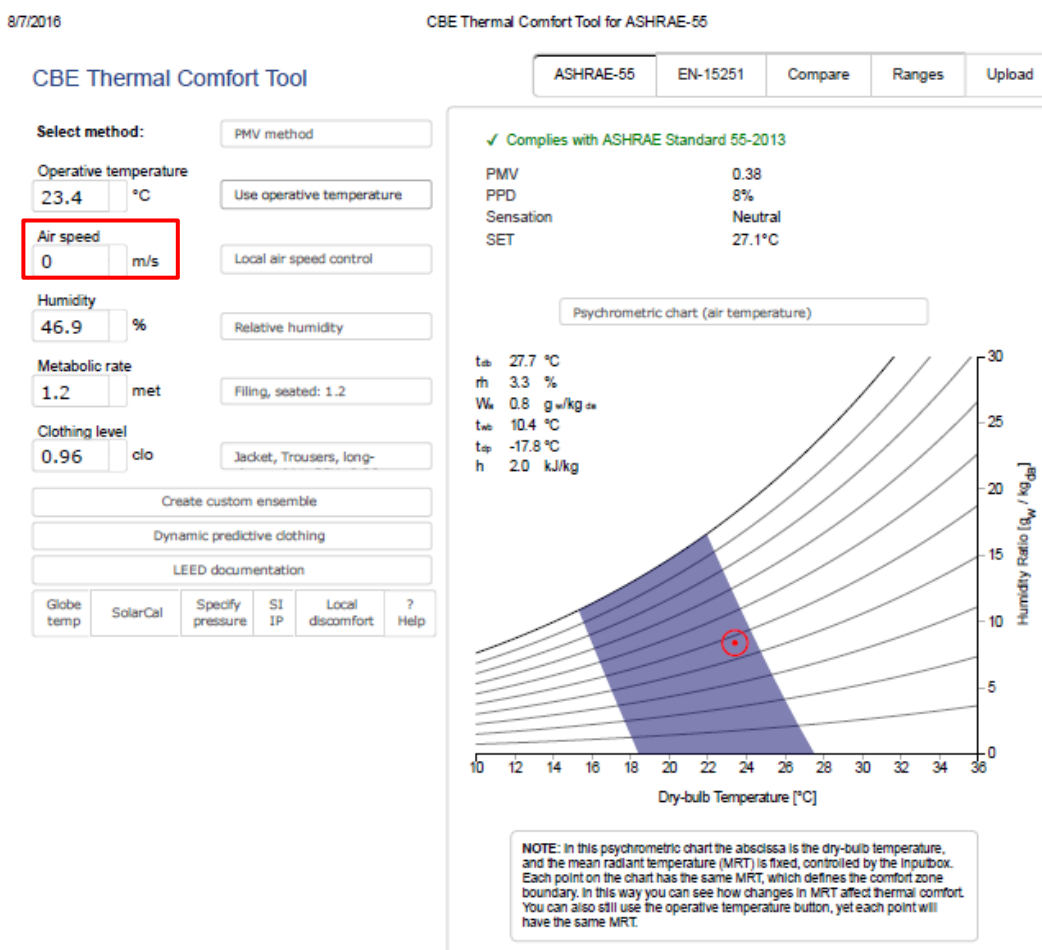 8/7/2016
CBE Thermal Comfort Tool for ASHRAE-55
CBE Thermal Comfort Tool
ASHRAE-55
EN-15251
Compare
Ranges
Upload
Select method:
PMV method
Operative temperature
23.4 °C
Use operative temperature
Air speed
0 m/s
Local air speed control
Humidity
46.9 %
Relative humidity
Metabolic rate
1.2 met
Filing, seated: 1.2
Clothing level
0.96 clo
Jacket, Trousers, long-
Create custom ensemble
Dynamic predictive clothing
LEED documentation
Globe
temp
SolarCal
Specify
pressure
SI
IP
Local
discomfort
?
Help
✓ Complies with ASHRAE Standard 55-2013
PMV 0.38
PPD 8%
Sensation Neutral
SET 27.1°C
Psychrometric chart (air temperature)
tdb 27.7 °C
rh 3.3 %
Wa 0.8 g w/kg da
twb 10.4 °C
tdp -17.8 °C
h 2.0 kJ/kg
30
25
20
15
10
5
0
Humidity Ratio [gw / kgda]
10 12 14 16 18 20 22 24 26 28 30 32 34 36
Dry-bulb Temperature [°C]
NOTE: In this psychrometric chart the abscissa is the dry-bulb temperature,
and the mean radiant temperature (MRT) is fixed, controlled by the inputbox.
Each point on the chart has the same MRT, which defines the comfort zone
boundary. In this way you can see how changes in MRT affect thermal comfort.
You can also still use the operative temperature button, yet each point will
have the same MRT.